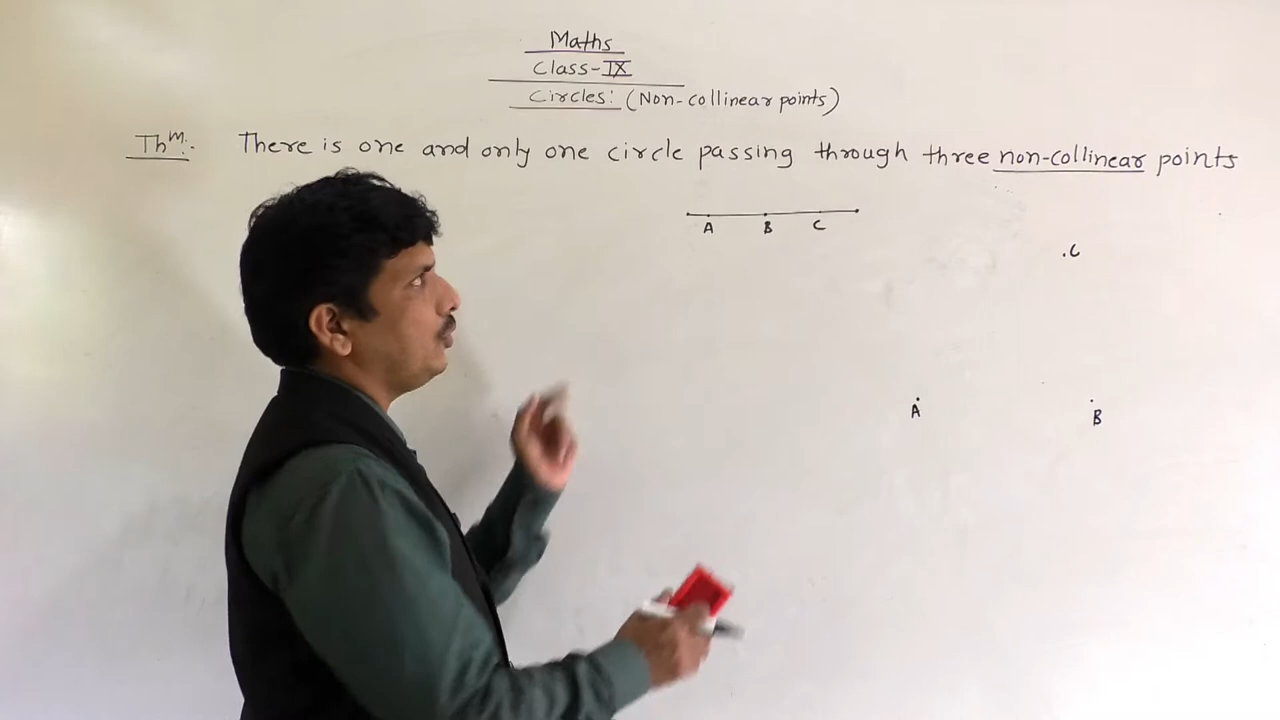 Maths
Class-IX
Circles: (Non-collinear points)
Thm:. There is one and only one circle passing through three non-collinear points
A B C
.C
A B